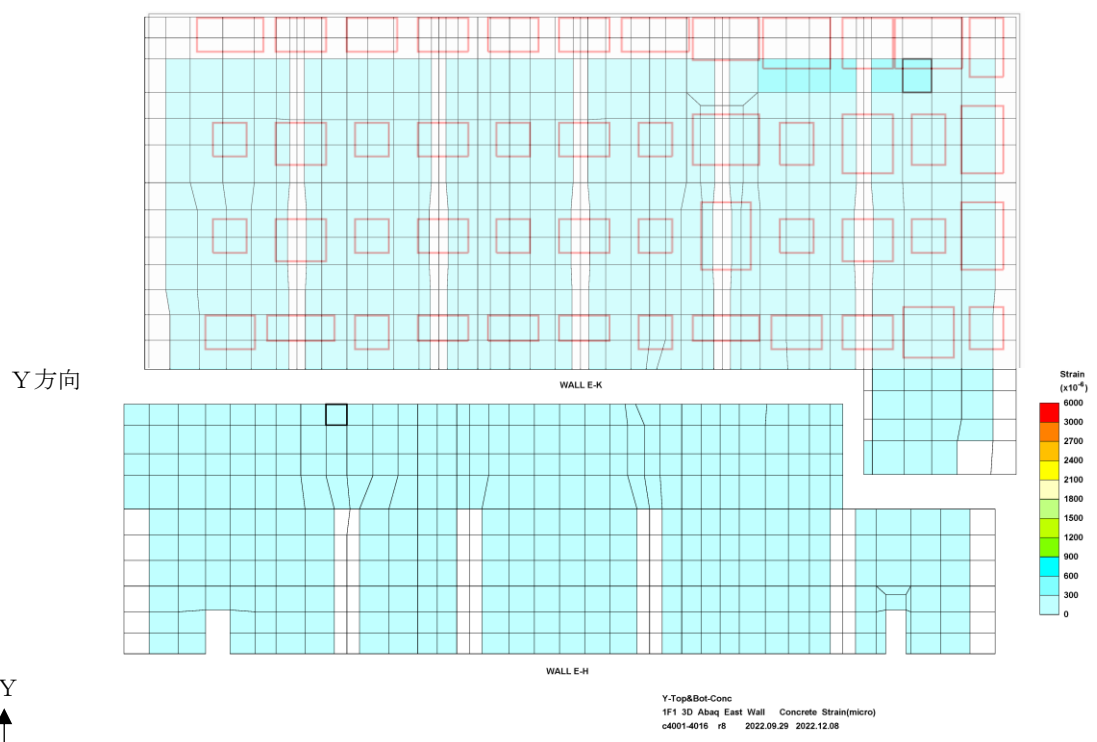 Ｙ方向
WALL E-K
Strain
(x10-6)
6000
3000
2700
2400
2100
1800
1500
1200
900
600
300
0
WALL E-H
Y
Y-Top&Bot-Conc
1F1 3D Abaq East Wall Concrete Strain(micro)
c4001-4016 r8 2022.09.29 2022.12.08